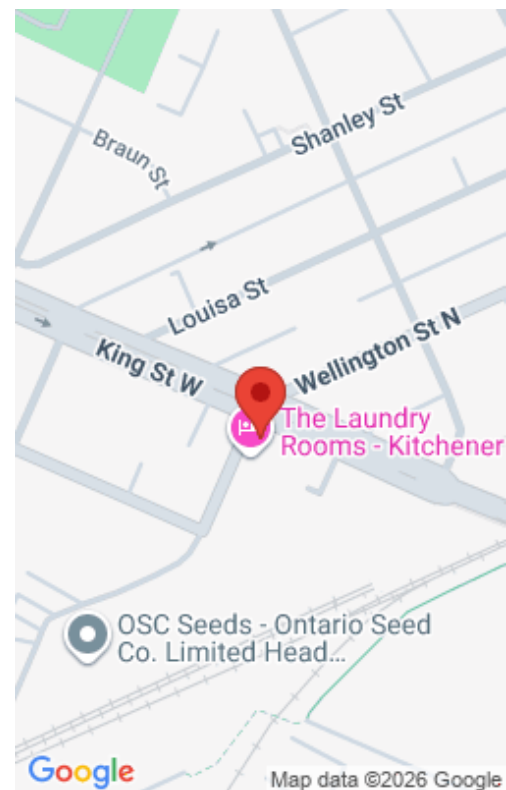 Shanley St
Braun St
Louisa St
King St W
Wellington St N
The Laundry
Rooms - Kitchener
OSC Seeds - Ontario Seed
Co. Limited Head...
Google
Map data ©2026 Google